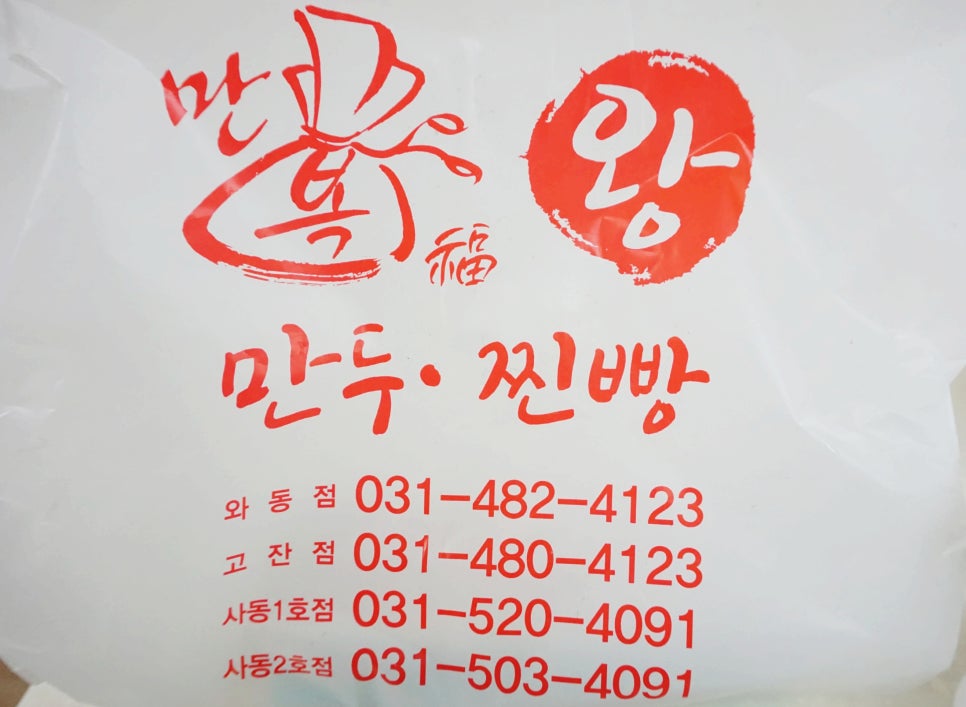 만복 福 왕
만두·찐빵
와동점 031-482-4123
고잔점 031-480-4123
사동1호점 031-520-4091
사동2호점 031-503-4091